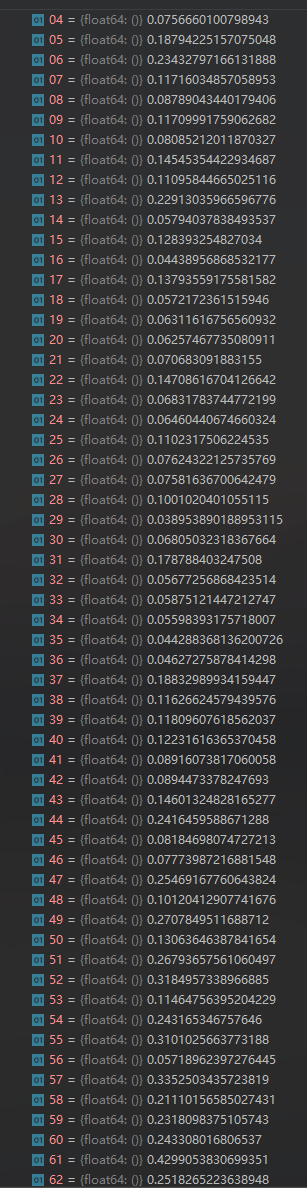 01 04 = {float64: ()} 0.0756660100798943
01 05 = {float64: ()} 0.18794225157075048
01 06 = {float64: ()} 0.23432797166131888
01 07 = {float64: ()} 0.11716034857058953
01 08 = {float64: ()} 0.08789043440179406
01 09 = {float64: ()} 0.11709991759062682
01 10 = {float64: ()} 0.08085212011870327
01 11 = {float64: ()} 0.14545354422934687
01 12 = {float64: ()} 0.11095844665025116
01 13 = {float64: ()} 0.22913035966596776
01 14 = {float64: ()} 0.05794037838493537
01 15 = {float64: ()} 0.128393254827034
01 16 = {float64: ()} 0.04438956868532177
01 17 = {float64: ()} 0.13793559175581582
01 18 = {float64: ()} 0.0572172361515946
01 19 = {float64: ()} 0.06311616756560932
01 20 = {float64: ()} 0.06257467735080911
01 21 = {float64: ()} 0.070683091883155
01 22 = {float64: ()} 0.14708616704126642
01 23 = {float64: ()} 0.06831783744772199
01 24 = {float64: ()} 0.06460440674660324
01 25 = {float64: ()} 0.1102317506224535
01 26 = {float64: ()} 0.07624322125735769
01 27 = {float64: ()} 0.07581636700642479
01 28 = {float64: ()} 0.1001020401055115
01 29 = {float64: ()} 0.038953890188953115
01 30 = {float64: ()} 0.06805032318367664
01 31 = {float64: ()} 0.178788403247508
01 32 = {float64: ()} 0.05677256868423514
01 33 = {float64: ()} 0.05875121447212747
01 34 = {float64: ()} 0.05598393175718007
01 35 = {float64: ()} 0.044288368136200726
01 36 = {float64: ()} 0.04627275878414298
01 37 = {float64: ()} 0.18832989934159447
01 38 = {float64: ()} 0.11626624579439576
01 39 = {float64: ()} 0.11809607618562037
01 40 = {float64: ()} 0.12231616365370458
01 41 = {float64: ()} 0.08916073817060058
01 42 = {float64: ()} 0.0894473378247693
01 43 = {float64: ()} 0.14601324828165277
01 44 = {float64: ()} 0.2416459588671288
01 45 = {float64: ()} 0.08184698074727213
01 46 = {float64: ()} 0.07773987216881548
01 47 = {float64: ()} 0.25469167760643824
01 48 = {float64: ()} 0.10120412907741676
01 49 = {float64: ()} 0.2707849511688712
01 50 = {float64: ()} 0.13063646387841654
01 51 = {float64: ()} 0.26793657561060497
01 52 = {float64: ()} 0.3184957338966885
01 53 = {float64: ()} 0.11464756395204229
01 54 = {float64: ()} 0.243165346757646
01 55 = {float64: ()} 0.3101025663773188
01 56 = {float64: ()} 0.05718962397276445
01 57 = {float64: ()} 0.3352503435723819
01 58 = {float64: ()} 0.21110156585027431
01 59 = {float64: ()} 0.2318098375105743
01 60 = {float64: ()} 0.243308016806537
01 61 = {float64: ()} 0.4299053830699351
01 62 = {float64: ()} 0.2518265223638948